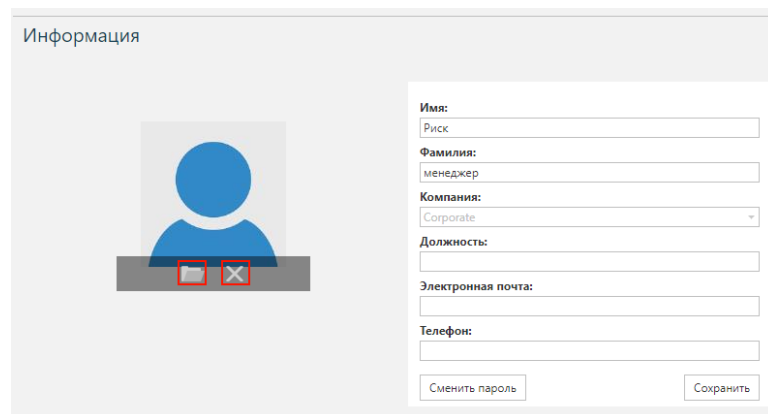 Информация
Имя:
Риск
Фамилия:
менеджер
Компания:
Corporate
Должность:
Электронная почта:
Телефон:
Сменить пароль
Сохранить